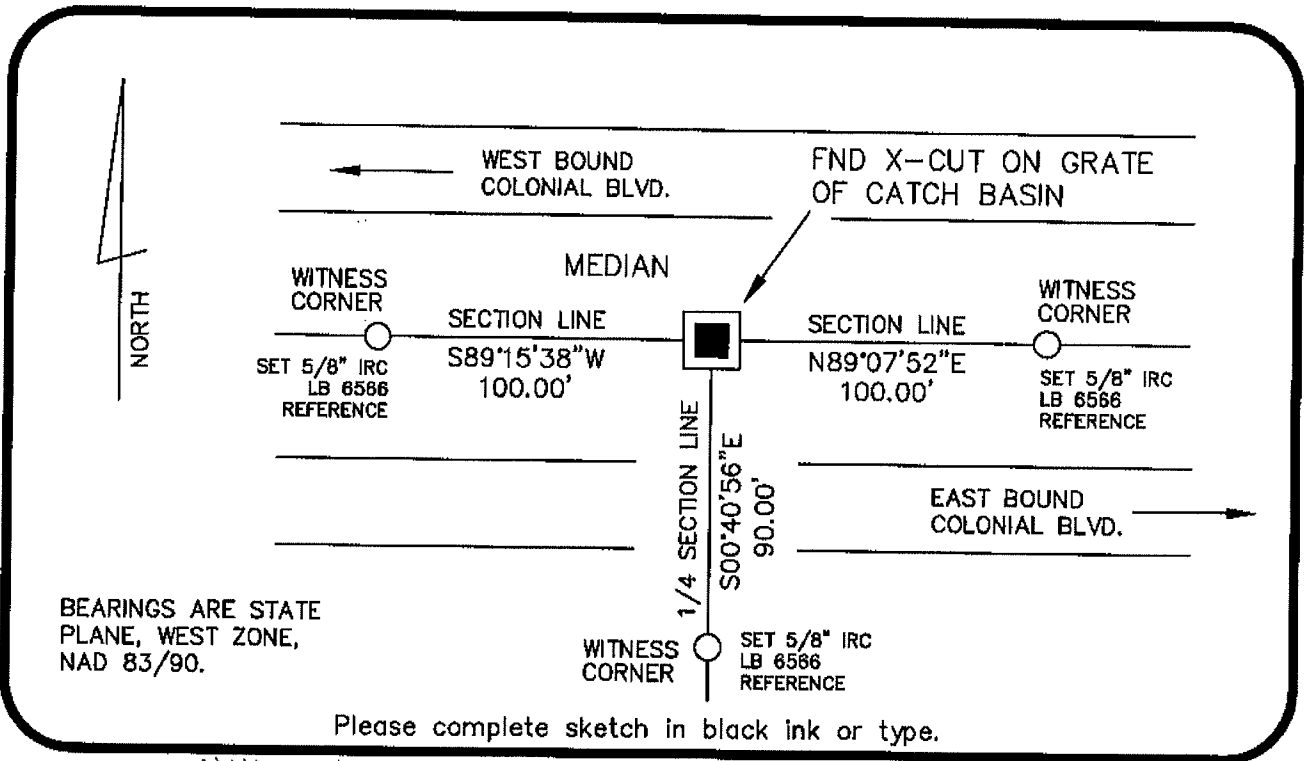 WEST BOUND
COLONIAL BLVD.
FND X-CUT ON GRATE
OF CATCH BASIN
NORTH
MEDIAN
WITNESS
CORNER
SECTION LINE
S89°15'38"W
100.00'
SET 5/8" IRC
LB 6566
REFERENCE
SECTION LINE
N89°07'52"E
100.00'
WITNESS
CORNER
SET 5/8" IRC
LB 6566
REFERENCE
1/4 SECTION LINE
S00°40'56"E
90.00'
EAST BOUND
COLONIAL BLVD.
BEARINGS ARE STATE
PLANE, WEST ZONE,
NAD 83/90.
WITNESS
CORNER
SET 5/8" IRC
LB 6566
REFERENCE
Please complete sketch in black ink or type.